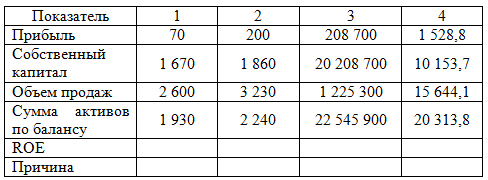 Показатель 1 2 3 4
Прибыль 70 200 208 700 1 528,8
Собственный
капитал 1 670 1 860 20 208 700 10 153,7
Объем продаж 2 600 3 230 1 225 300 15 644,1
Сумма активов
по балансу 1 930 2 240 22 545 900 20 313,8
ROE
Причина